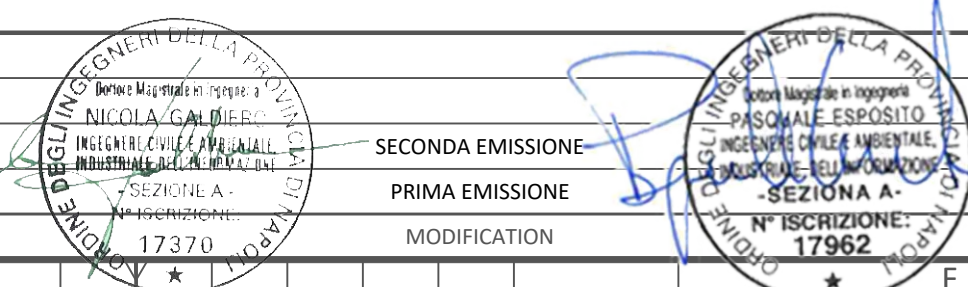 ORDINE DEGLI INGEGNERI DELLA PROVINCIA DI NAPOLI
Dottore Magistrale in Ingegneria
NICOLA GALDIERO
INGEGNERE CIVILE E AMBIENTALE,
INDUSTRIALE, DELL'INFORMAZIONE
- SEZIONE A -
N° ISCRIZIONE:
17370
SECONDA EMISSIONE
PRIMA EMISSIONE
MODIFICATION
ORDINE DEGLI INGEGNERI DELLA PROVINCIA DI NAPOLI
Dottore Magistrale in Ingegneria
PASQUALE ESPOSITO
INGEGNERE CIVILE E AMBIENTALE,
INDUSTRIALE, DELL'INFORMAZIONE
-SEZIONA A-
N° ISCRIZIONE:
17962